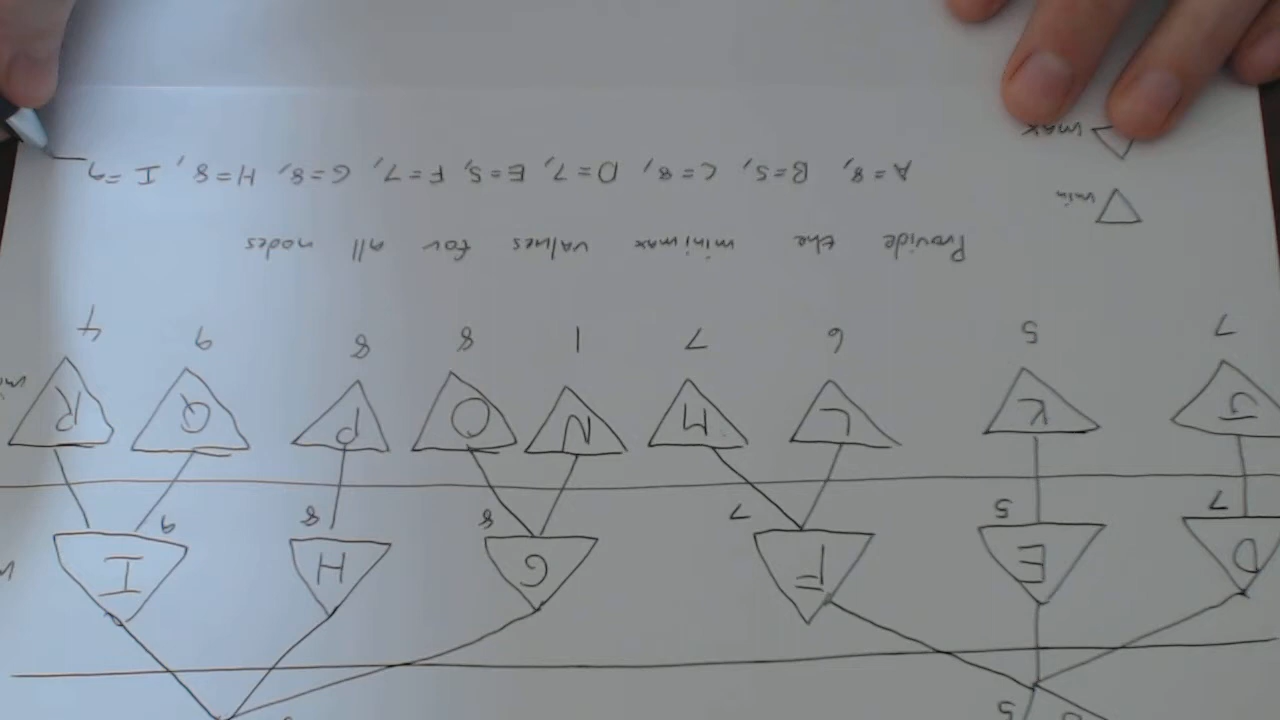 5
D E F G H I
7 5 7 8 8 9
J K L M N O P Q R
7 5 6 7 1 8 8 9 4
Provide the minimax values for all nodes
min
A=8, B=5, C=8, D=7, E=5, F=7, G=8, H=8, I=9,
max